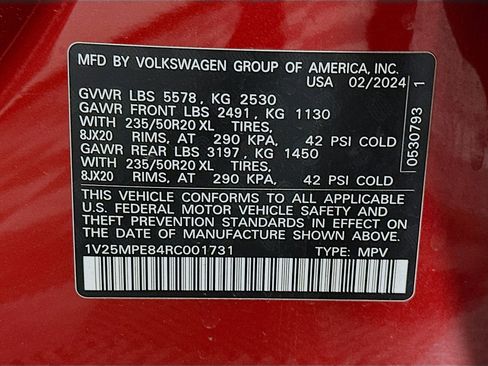 MFD BY VOLKSWAGEN GROUP OF AMERICA, INC.
USA 02/2024
GVWR LBS 5578 , KG 2530
GAWR FRONT LBS 2491 , KG 1130
WITH 235/50R20 XL TIRES,
8JX20 RIMS, AT 290 KPA, 42 PSI COLD
GAWR REAR LBS 3197 , KG 1450
WITH 235/50R20 XL TIRES,
8JX20 RIMS, AT 290 KPA, 42 PSI COLD
THIS VEHICLE CONFORMS TO ALL APPLICABLE
U.S. FEDERAL MOTOR VEHICLE SAFETY AND
THEFT PREVENTION STANDARDS IN EFFECT ON
THE DATE OF MANUFACTURE SHOWN ABOVE.
1V25MPE84RC001731 TYPE: MPV
0530793 1